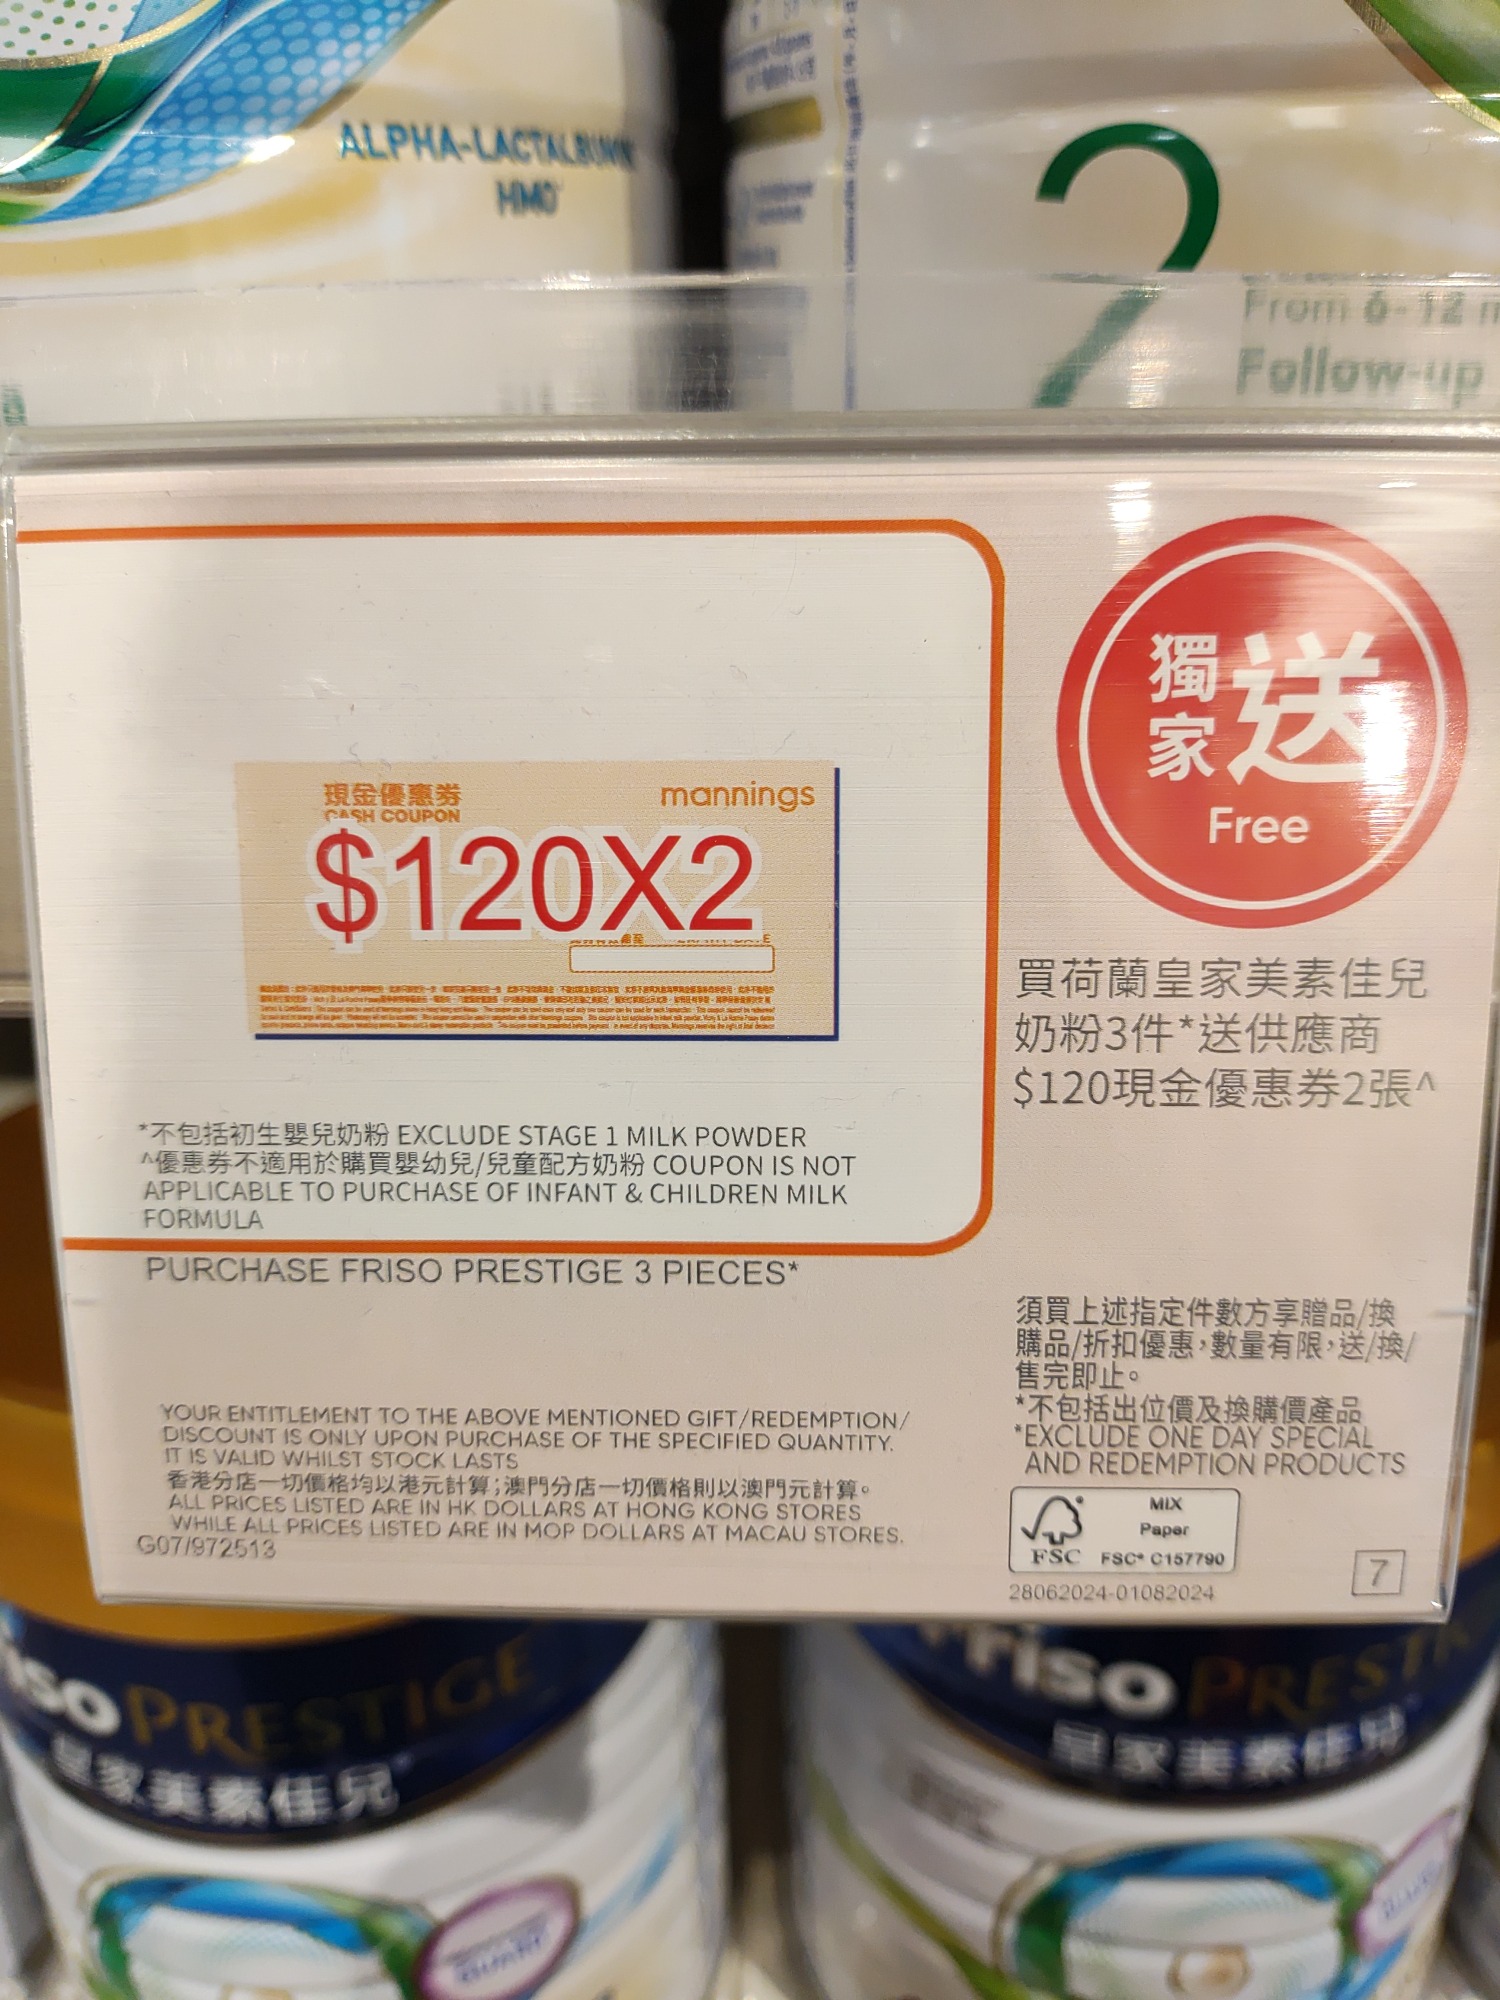 ALPHA-LACTALBUMIN
HMO
2
From 6-12
Follow-up
獨家送
Free
現金優惠券
CASH COUPON
mannings
$120X2
買荷蘭皇家美素佳兒
奶粉3件*送供應商
$120現金優惠券2張^
*不包括初生嬰兒奶粉 EXCLUDE STAGE 1 MILK POWDER
^優惠券不適用於購買嬰幼兒/兒童配方奶粉 COUPON IS NOT
APPLICABLE TO PURCHASE OF INFANT & CHILDREN MILK
FORMULA
PURCHASE FRISO PRESTIGE 3 PIECES*
須買上述指定件數方享贈品/換
購品/折扣優惠，數量有限，送/換/
售完即止。
*不包括出位價及換購價產品
*EXCLUDE ONE DAY SPECIAL
AND REDEMPTION PRODUCTS
YOUR ENTITLEMENT TO THE ABOVE MENTIONED GIFT/REDEMPTION/
DISCOUNT IS ONLY UPON PURCHASE OF THE SPECIFIED QUANTITY.
IT IS VALID WHILST STOCK LASTS
香港分店一切價格均以港元計算；澳門分店一切價格則以澳門元計算。
ALL PRICES LISTED ARE IN HK DOLLARS AT HONG KONG STORES
WHILE ALL PRICES LISTED ARE IN MOP DOLLARS AT MACAU STORES.
G07/972513
FSC
MIX
Paper
FSC® C157790
28062024-01082024
7
PRESTIGE
皇家美素佳兒
Friso
皇家美素佳兒